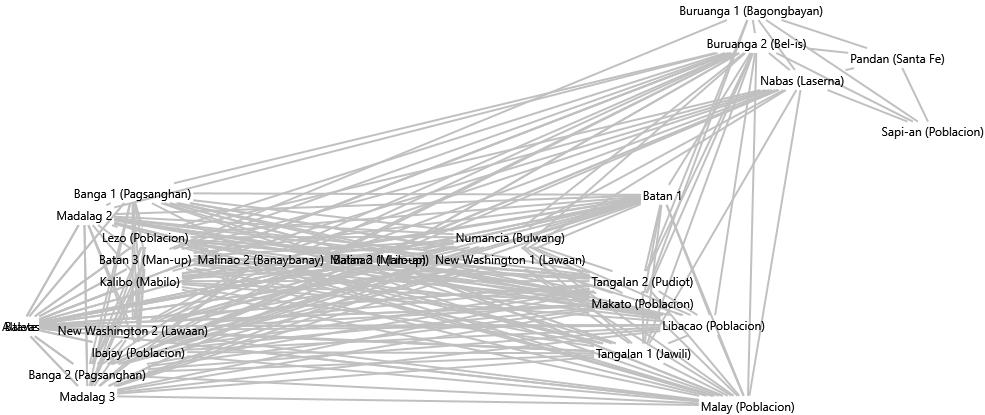 Buruanga 1 (Bagongbayan)
Buruanga 2 (Bel-is)
Pandan (Santa Fe)
Nabas (Laserna)
Sapi-an (Poblacion)
Banga 1 (Pagsanghan)
Batan 1
Madalag 2
Lezo (Poblacion)
Numancia (Bulwang)
Batan 3 (Man-up)
Malinao 2 (Banaybanay)
New Washington 1 (Lawaan)
Kalibo (Mabilo)
Tangalan 2 (Pudiot)
Makato (Poblacion)
Libacao (Poblacion)
New Washington 2 (Lawaan)
Ibajay (Poblacion)
Tangalan 1 (Jawili)
Banga 2 (Pagsanghan)
Madalag 3
Malay (Poblacion)